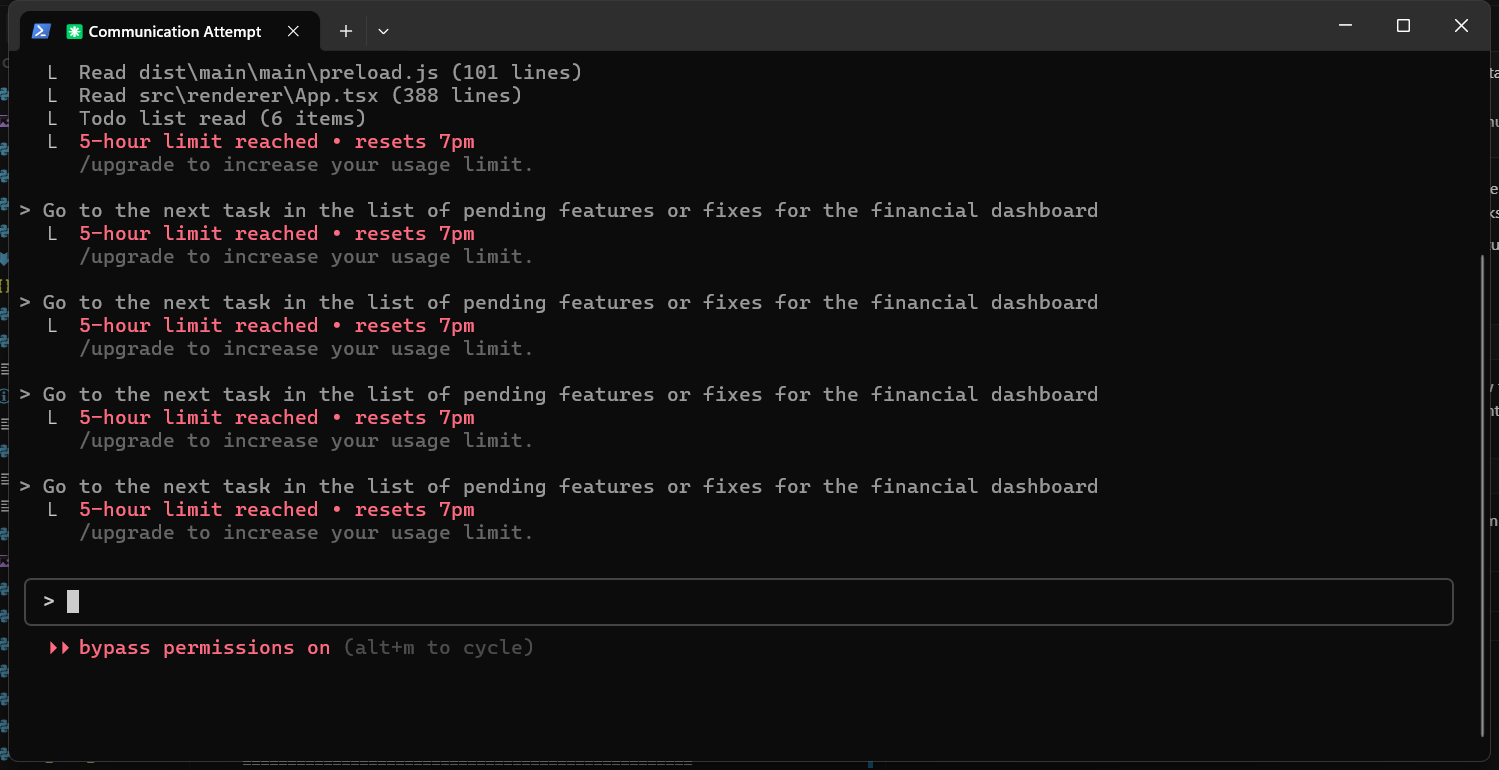 Communication Attempt
L Read dist\main\main\preload.js (101 lines)
L Read src\renderer\App.tsx (388 lines)
L Todo list read (6 items)
L 5-hour limit reached • resets 7pm
/upgrade to increase your usage limit.
> Go to the next task in the list of pending features or fixes for the financial dashboard
L 5-hour limit reached • resets 7pm
/upgrade to increase your usage limit.
> Go to the next task in the list of pending features or fixes for the financial dashboard
L 5-hour limit reached • resets 7pm
/upgrade to increase your usage limit.
> Go to the next task in the list of pending features or fixes for the financial dashboard
L 5-hour limit reached • resets 7pm
/upgrade to increase your usage limit.
> Go to the next task in the list of pending features or fixes for the financial dashboard
L 5-hour limit reached • resets 7pm
/upgrade to increase your usage limit.
>
bypass permissions on (alt+m to cycle)